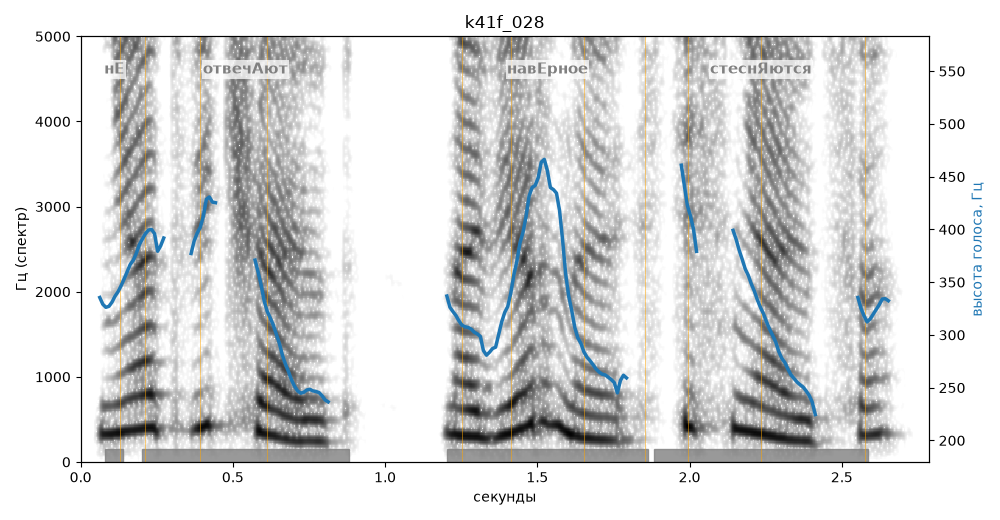 k41f_028
нЕ отвечАют навЕрное стеснЯются
Гц (спектр)
5000
4000
3000
2000
1000
0
0.0 0.5 1.0 1.5 2.0 2.5
секунды
550
500
450
400
350
300
250
200
высота голоса, Гц